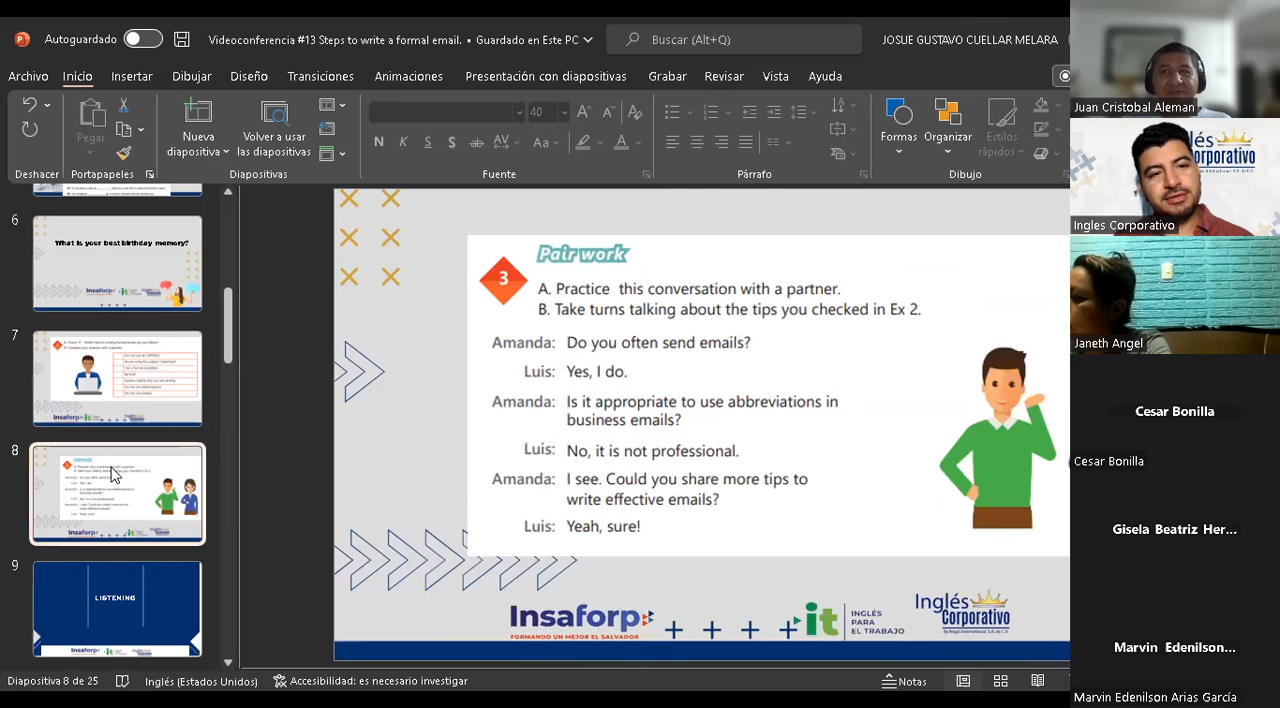 Autoguardado
Videoconferencia #13 Steps to write a formal email. • Guardado en Este PC
Buscar (Alt+Q)
JOSUE GUSTAVO CUELLAR MELARA
Archivo Inicio Insertar Dibujar Diseño Transiciones Animaciones Presentación con diapositivas Grabar Revisar Vista Ayuda
Pegar
Nueva diapositiva
Volver a usar las diapositivas
40
N K S S ab AV Aa A
Formas
Organizar
Estilos rápidos
Deshacer Portapapeles Diapositivas Fuente Párrafo Dibujo
6
What is your best birthday memory?
7
8
9
LISTENING
Pair work
3
A. Practice this conversation with a partner.
B. Take turns talking about the tips you checked in Ex 2.
Amanda: Do you often send emails?
Luis: Yes, I do.
Amanda: Is it appropriate to use abbreviations in
business emails?
Luis: No, it is not professional.
Amanda: I see. Could you share more tips to
write effective emails?
Luis: Yeah, sure!
Insaforp
FORMANDO UN MEJOR EL SALVADOR
it
INGLÉS
PARA
EL TRABAJO
Inglés
Corporativo
Diapositiva 8 de 25
Inglés (Estados Unidos)
Accesibilidad: es necesario investigar
Notas
Juan Cristobal Aleman
Inglés
Corporativo
Ingles Corporativo
Janeth Angel
Cesar Bonilla
Cesar Bonilla
Gisela Beatriz Her...
Marvin Edenilson...
Marvin Edenilson Arias García